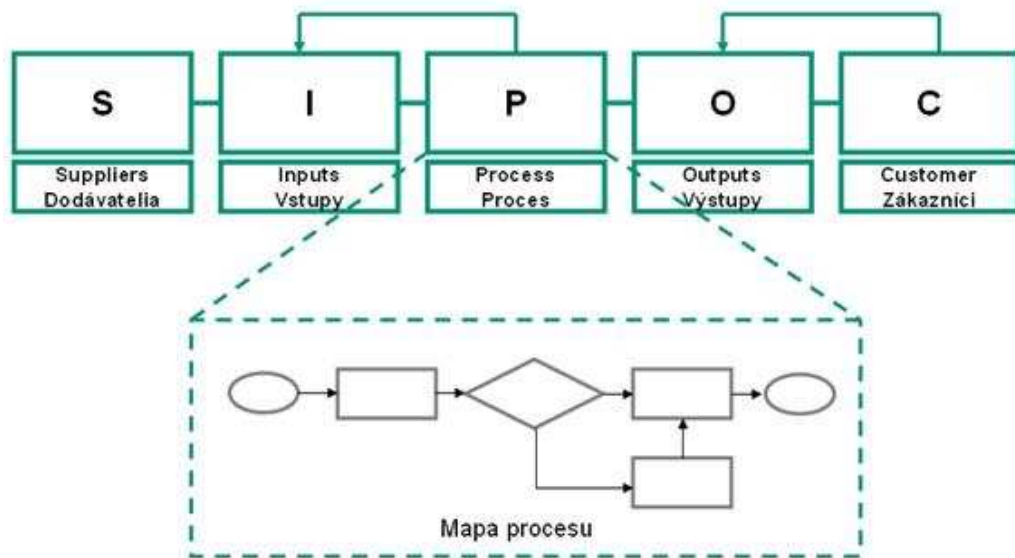 S
I
P
O
C
Suppliers
Dodávatelia
Inputs
Vstupy
Process
Proces
Outputs
Výstupy
Customer
Zákazníci
Mapa procesu